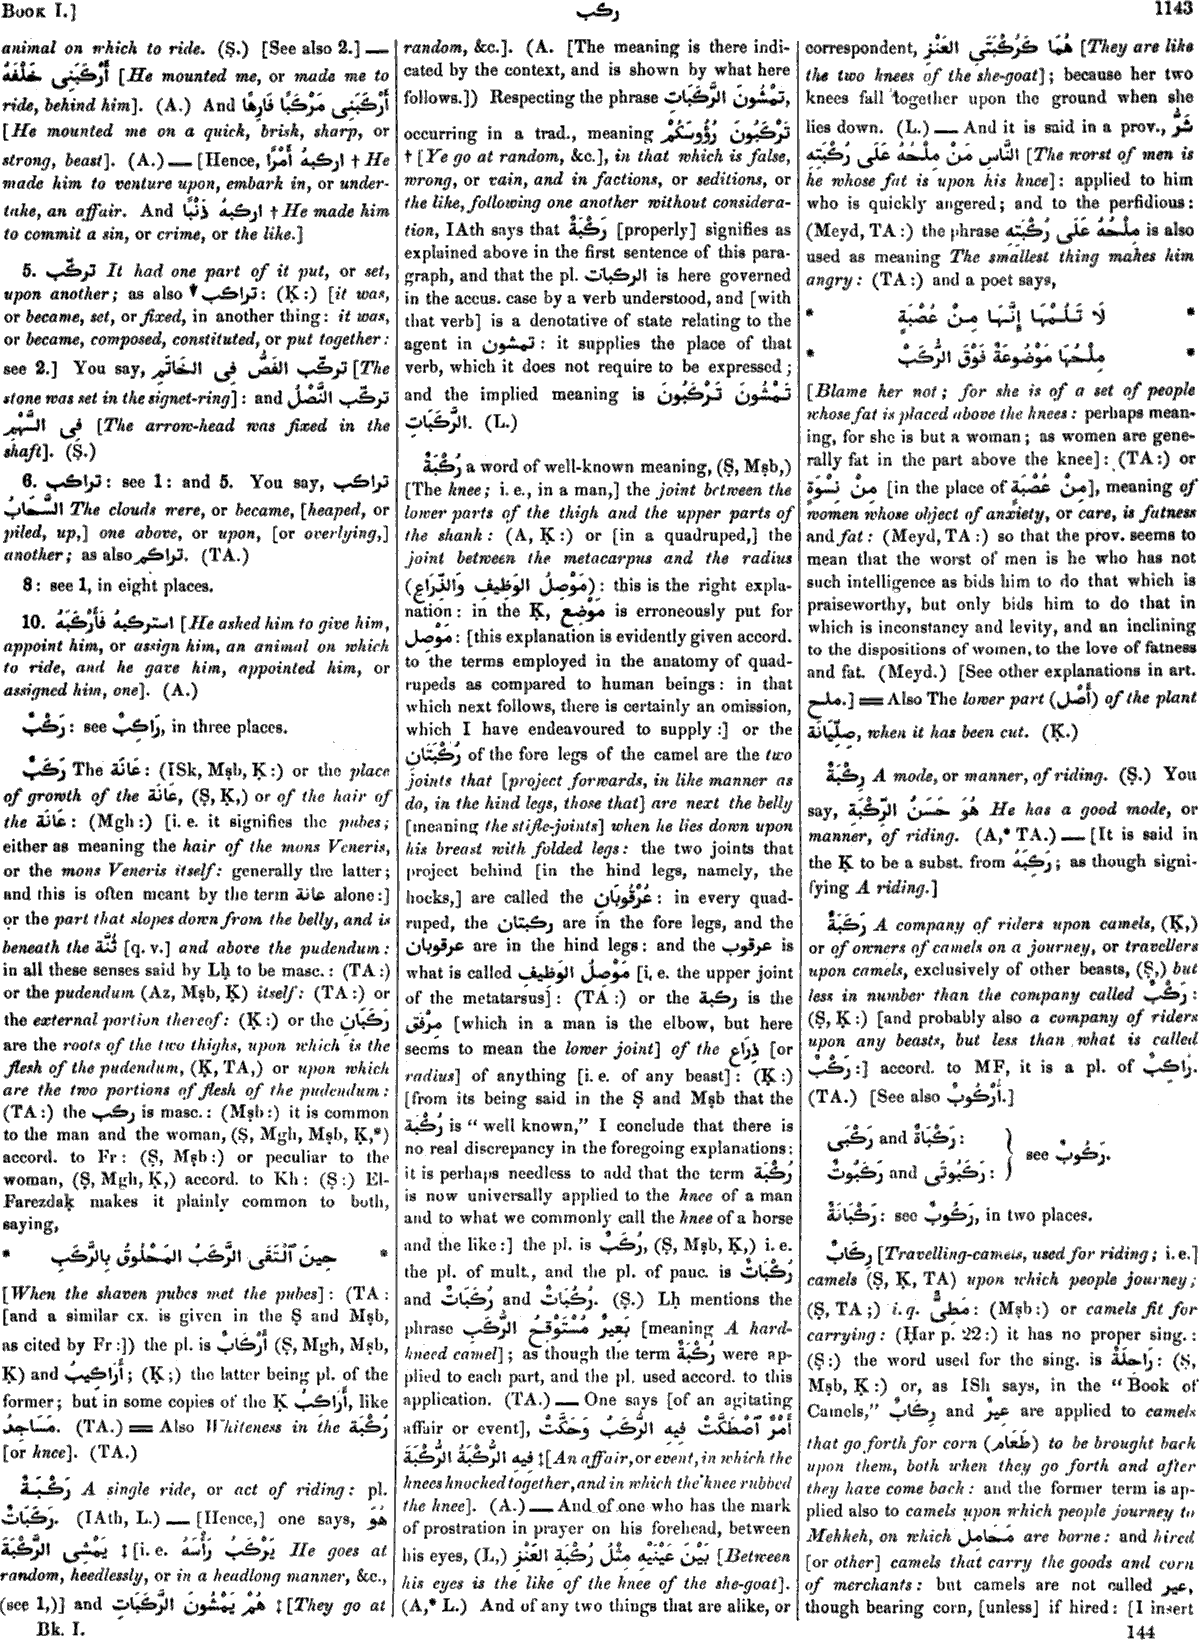 Book I.]
ركب
1143
animal on which to ride. (Ṣ.) [See also 2.] —
أَرْكَبَنِى خَلْفَهُ [He mounted me, or made me to
ride, behind him]. (A.) And أَرْكَبَنِى مَرْكَبًا فَارِهًا
[He mounted me on a quick, brisk, sharp, or
strong, beast]. (A.) — [Hence, اركبهُ أَمْرًا † He
made him to venture upon, embark in, or under-
take, an affair. And اركبهُ ذَنْبًا † He made him
to commit a sin, or crime, or the like.]
5. تركّب It had one part of it put, or set,
upon another; as also ▼ تراكب: (Ḳ:) [it was,
or became, set, or fixed, in another thing: it was,
or became, composed, constituted, or put together:
see 2.] You say, تركّب الفَصُّ فِى الخَاتَمِ [The
stone was set in the signet-ring]: and تركّب النَّصْلُ
فِى السَّهْمِ [The arrow-head was fixed in the
shaft]. (Ṣ.)
6. تراكب: see 1: and 5. You say, تراكب
السَّحَابُ The clouds were, or became, [heaped, or
piled, up,] one above, or upon, [or overlying,]
another; as also تراكم. (TA.)
8: see 1, in eight places.
10. استركبهُ فَأَرْكَبَهُ [He asked him to give him,
appoint him, or assign him, an animal on which
to ride, and he gave him, appointed him, or
assigned him, one]. (A.)
رَكْبٌ: see رَاكِبٌ, in three places.
رَكَبٌ The عَانَة: (ISk, Mṣb, Ḳ:) or the place
of growth of the عَانَة, (Ṣ, Ḳ,) or of the hair of
the عَانَة: (Mgh:) [i. e. it signifies the pubes;
either as meaning the hair of the mons Veneris,
or the mons Veneris itself: generally the latter;
and this is often meant by the term عانة alone:]
or the part that slopes down from the belly, and is
beneath the ثُنَّة [q. v.] and above the pudendum:
in all these senses said by Lḥ to be masc.: (TA:)
or the pudendum (Az, Mṣb, Ḳ) itself: (TA:) or
the external portion thereof: (Ḳ:) or the رَكَبَانِ
are the roots of the two thighs, upon which is the
flesh of the pudendum, (Ḳ, TA,) or upon which
are the two portions of flesh of the pudendum:
(TA:) the ركب is masc.: (Mṣb:) it is common
to the man and the woman, (Ṣ, Mgh, Mṣb, Ḳ,*)
accord. to Fr: (Ṣ, Mṣb:) or peculiar to the
woman, (Ṣ, Mgh, Ḳ,) accord. to Kh: (Ṣ:) El-
Farezdaḳ makes it plainly common to both,
saying,
* حِينَ ٱلْتَقَى الرَّكَبُ المَحْلُوقُ بِالرَّكَبِ *
[When the shaven pubes met the pubes]: (TA:
[and a similar ex. is given in the Ṣ and Mṣb,
as cited by Fr:]) the pl. is أَرْكَابٌ (Ṣ, Mgh, Mṣb,
Ḳ) and أَرَاكِيبُ; (Ḳ;) the latter being pl. of the
former; but in some copies of the Ḳ أَرَاكِبُ, like
مَسَاجِدُ. (TA.) = Also Whiteness in the رُكْبَة
[or knee]. (TA.)
رَكْبَةٌ A single ride, or act of riding: pl.
رَكَبَاتٌ. (IAth, L.) — [Hence,] one says, هُوَ
يَمْشِى الرَّكْبَةَ ‡ [i. e. يَرْكَبُ رَأْسَهُ He goes at
random, heedlessly, or in a headlong manner, &c.,
(see 1,)] and هُمْ يَمْشُونَ الرَّكَبَاتِ ‡ [They go at
Bk. I.
random, &c.]. (A. [The meaning is there indi-
cated by the context, and is shown by what here
follows.]) Respecting the phrase تَمْشُونَ الرَّكَبَاتِ,
occurring in a trad., meaning تَرْكَبُونَ رُؤُوسَكُمْ
† [Ye go at random, &c.], in that which is false,
wrong, or vain, and in factions, or seditions, or
the like, following one another without considera-
tion, IAth says that رَكْبَةٌ [properly] signifies as
explained above in the first sentence of this para-
graph, and that the pl. الركبات is here governed
in the accus. case by a verb understood, and [with
that verb] is a denotative of state relating to the
agent in تمشون: it supplies the place of that
verb, which it does not require to be expressed;
and the implied meaning is تَمْشُونَ تَرْكَبُونَ
الرَّكَبَاتِ. (L.)
رُكْبَةٌ a word of well-known meaning, (Ṣ, Mṣb,)
[The knee; i. e., in a man,] the joint between the
lower parts of the thigh and the upper parts of
the shank: (A, Ḳ:) or [in a quadruped,] the
joint between the metacarpus and the radius
(مَوْصِلُ الوَظِيفِ وَالذِّرَاعِ): this is the right expla-
nation: in the Ḳ, مَوْضِع is erroneously put for
مَوْصِل: [this explanation is evidently given accord.
to the terms employed in the anatomy of quad-
rupeds as compared to human beings: in that
which next follows, there is certainly an omission,
which I have endeavoured to supply:] or the
رُكْبَتَانِ of the fore legs of the camel are the two
joints that [project forwards, in like manner as
do, in the hind legs, those that] are next the belly
[meaning the stifle-joints] when he lies down upon
his breast with folded legs: the two joints that
project behind [in the hind legs, namely, the
hocks,] are called the عُرْقُوبَانِ: in every quad-
ruped, the ركبتان are in the fore legs, and the
عرقوبان are in the hind legs: and the عرقوب is
what is called مَوْصِلُ الوَظِيفِ [i. e. the upper joint
of the metatarsus]: (TA:) or the ركبة is the
مِرْفَق [which in a man is the elbow, but here
seems to mean the lower joint] of the ذِرَاع [or
radius] of anything [i. e. of any beast]: (Ḳ:)
[from its being said in the Ṣ and Mṣb that the
رُكْبَة is “well known,” I conclude that there is
no real discrepancy in the foregoing explanations:
it is perhaps needless to add that the term رُكْبَة
is now universally applied to the knee of a man
and to what we commonly call the knee of a horse
and the like:] the pl. is رُكَبٌ, (Ṣ, Mṣb, Ḳ,) i. e.
the pl. of mult., and the pl. of pauc. is رُكْبَاتٌ
and رُكَبَاتٌ and رُكُبَاتٌ. (Ṣ.) Lḥ mentions the
phrase بَعِيرٌ مُسْتَوْقِحُ الرُّكَبِ [meaning A hard-
kneed camel]; as though the term رُكْبَةٌ were ap-
plied to each part, and the pl. used accord. to this
application. (TA.) — One says [of an agitating
affair or event], أَمْرٌ ٱصْطَكَّتْ فِيهِ الرُّكَبُ وَحَكَّتْ
فِيهِ الرُّكْبَةُ الرُّكْبَةَ ‡ [An affair, or event, in which the
knees knocked together, and in which the knee rubbed
the knee]. (A.) — And of one who has the mark
of prostration in prayer on his forehead, between
his eyes, (L,) بَيْنَ عَيْنَيْهِ مِثْلُ رُكْبَةِ العَنْزِ [Between
his eyes is the like of the knee of the she-goat].
(A,* L.) And of any two things that are alike, or
correspondent, هُمَا كَرُكْبَتَىِ العَنْزِ [They are like
the two knees of the she-goat]; because her two
knees fall together upon the ground when she
lies down. (L.) — And it is said in a prov., شَرُّ
النَّاسِ مَنْ مِلْحُهُ عَلَى رُكْبَتِهِ [The worst of men is
he whose fat is upon his knee]: applied to him
who is quickly angered; and to the perfidious:
(Meyd, TA:) the phrase مِلْحُهُ عَلَى رُكْبَتِهِ is also
used as meaning The smallest thing makes him
angry: (TA:) and a poet says,
* لَا تَلُمْهَا إِنَّهَا مِنْ عُصْبَةٍ *
* مِلْحُهَا مَوْضُوعَةٌ فَوْقَ الرُّكَبْ *
[Blame her not; for she is of a set of people
whose fat is placed above the knees: perhaps mean-
ing, for she is but a woman; as women are gene-
rally fat in the part above the knee]: (TA:) or
مِنْ نِسْوَة [in the place of مِنْ عُصْبَةٍ], meaning of
women whose object of anxiety, or care, is fatness
and fat: (Meyd, TA:) so that the prov. seems to
mean that the worst of men is he who has not
such intelligence as bids him to do that which is
praiseworthy, but only bids him to do that in
which is inconstancy and levity, and an inclining
to the dispositions of women, to the love of fatness
and fat. (Meyd.) [See other explanations in art.
ملح.] = Also The lower part (أَصْل) of the plant
صِلِّيَانَة, when it has been cut. (Ḳ.)
رِكْبَةٌ A mode, or manner, of riding. (Ṣ.) You
say, هُوَ حَسَنُ الرِّكْبَةِ He has a good mode, or
manner, of riding. (A,* TA.) — [It is said in
the Ḳ to be a subst. from رَكِبَهُ; as though signi-
fying A riding.]
رَكَبَةٌ A company of riders upon camels, (Ḳ,)
or of owners of camels on a journey, or travellers
upon camels, exclusively of other beasts, (Ṣ,) but
less in number than the company called رَكْبٌ:
(Ṣ, Ḳ:) [and probably also a company of riders
upon any beasts, but less than what is called
رَكْبٌ:] accord. to MF, it is a pl. of رَاكِبٌ.
(TA.) [See also أُرْكُوبٌ.]
رَكْبَى and رَكْبَاةٌ:
رَكَبُوتٌ and رَكَبُوتَى: } see رَكُوبٌ.
رَكْبَانَةٌ: see رَكُوبٌ, in two places.
رِكَابٌ [Travelling-camels, used for riding; i. e.]
camels (Ṣ, Ḳ, TA) upon which people journey;
(Ṣ, TA;) i. q. مَطِىٌّ: (Mṣb:) or camels fit for
carrying: (Ḥar p. 22:) it has no proper sing.:
(Ṣ:) the word used for the sing. is رَاحِلَةٌ: (Ṣ,
Mṣb, Ḳ:) or, as ISh says, in the “Book of
Camels,” رِكَابٌ and عِيرٌ are applied to camels
that go forth for corn (طَعَام) to be brought back
upon them, both when they go forth and after
they have come back: and the former term is ap-
plied also to camels upon which people journey to
Mekkeh, on which مَحَامِل are borne: and hired
[or other] camels that carry the goods and corn
of merchants: but camels are not called عير,
though bearing corn, [unless] if hired: [I insert
144